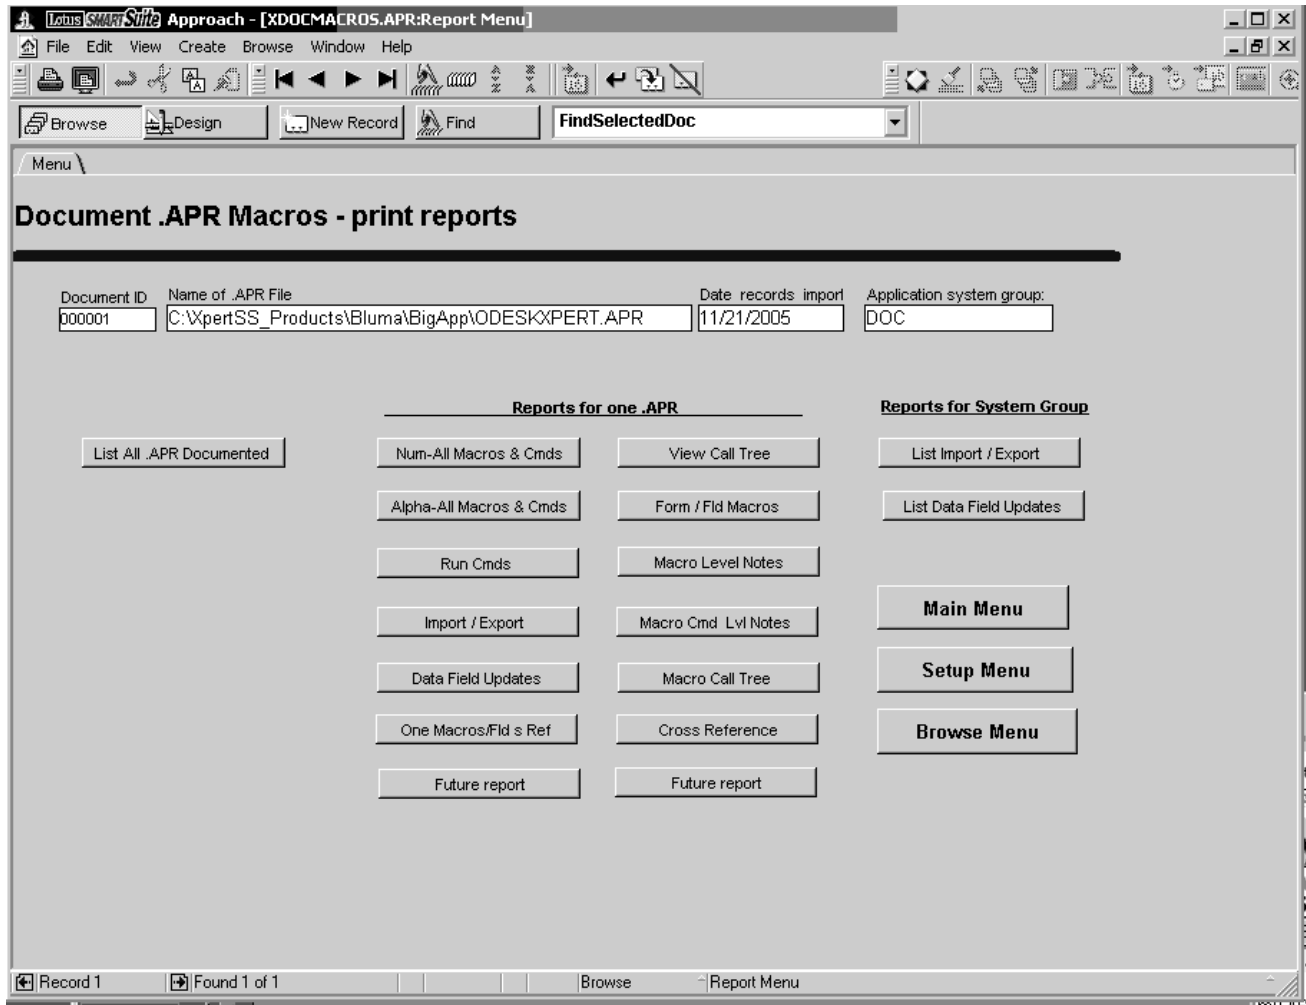 Lotus SMARTSuite Approach - [XDOCMACROS.APR:Report Menu]
File Edit View Create Browse Window Help
Browse Design New Record Find FindSelectedDoc
Menu
Document .APR Macros - print reports
Document ID Name of .APR File Date records import Application system group:
000001 C:\XpertSS_Products\Bluma\BigApp\ODESKXPERT.APR 11/21/2005 DOC
Reports for one .APR Reports for System Group
List All .APR Documented Num-All Macros & Cmds View Call Tree List Import / Export
Alpha-All Macros & Cmds Form / Fld Macros List Data Field Updates
Run Cmds Macro Level Notes
Import / Export Macro Cmd Lvl Notes Main Menu
Data Field Updates Macro Call Tree Setup Menu
One Macros/Fld s Ref Cross Reference Browse Menu
Future report Future report
Record 1 Found 1 of 1 Browse Report Menu